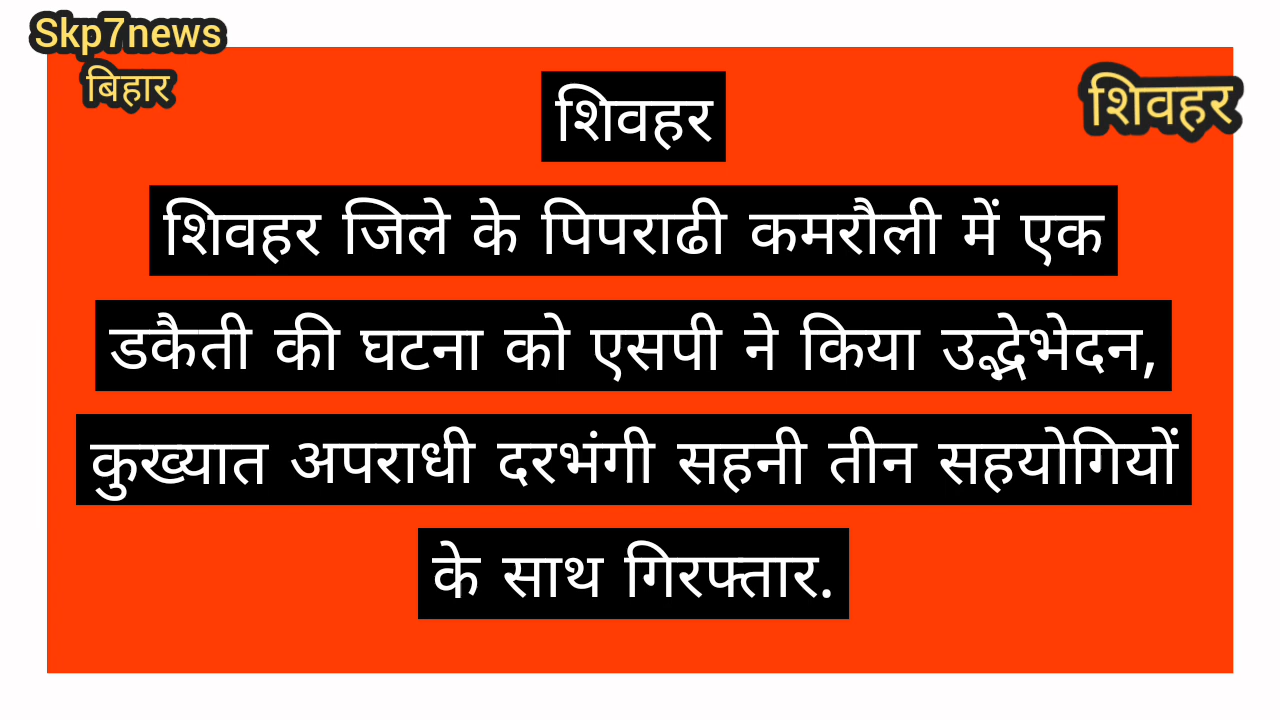 Skp7news
बिहार
शिवहर
शिवहर
शिवहर जिले के पिपराढी कमरौली में एक
डकैती की घटना को एसपी ने किया उद्भेभेदन,
कुख्यात अपराधी दरभंगी सहनी तीन सहयोगियों
के साथ गिरफ्तार.